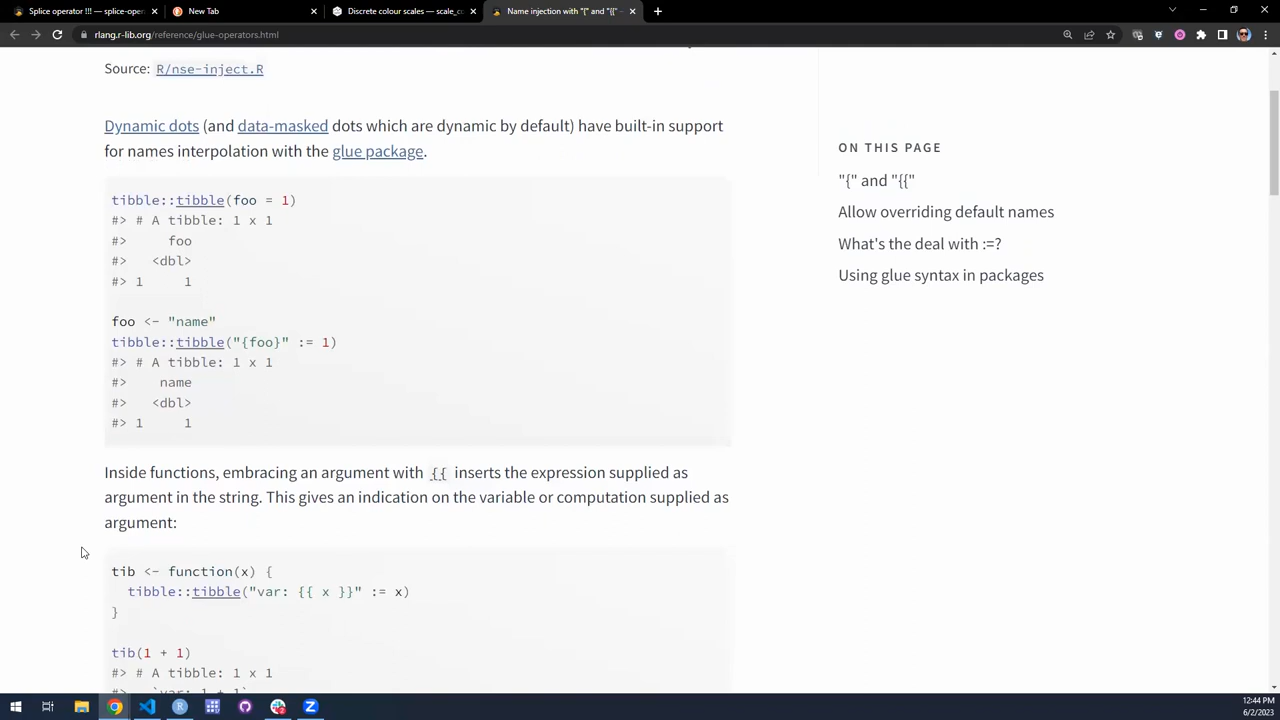 Splice operator !!! — splice-oper
New Tab
Discrete colour scales — scale_co
Name injection with "{" and "{{" –
rlang.r-lib.org/reference/glue-operators.html
Source: R/nse-inject.R
Dynamic dots (and data-masked dots which are dynamic by default) have built-in support
for names interpolation with the glue package.
tibble::tibble(foo = 1)
#> # A tibble: 1 x 1
#>     foo
#>   <dbl>
#> 1     1
foo <- "name"
tibble::tibble("{foo}" := 1)
#> # A tibble: 1 x 1
#>    name
#>   <dbl>
#> 1     1
Inside functions, embracing an argument with {{ inserts the expression supplied as
argument in the string. This gives an indication on the variable or computation supplied as
argument:
tib <- function(x) {
  tibble::tibble("var: {{ x }}" := x)
}
tib(1 + 1)
#> # A tibble: 1 x 1
#>   `var: 1 + 1`
ON THIS PAGE
"{" and "{{"
Allow overriding default names
What's the deal with :=?
Using glue syntax in packages
12:44 PM
6/2/2023